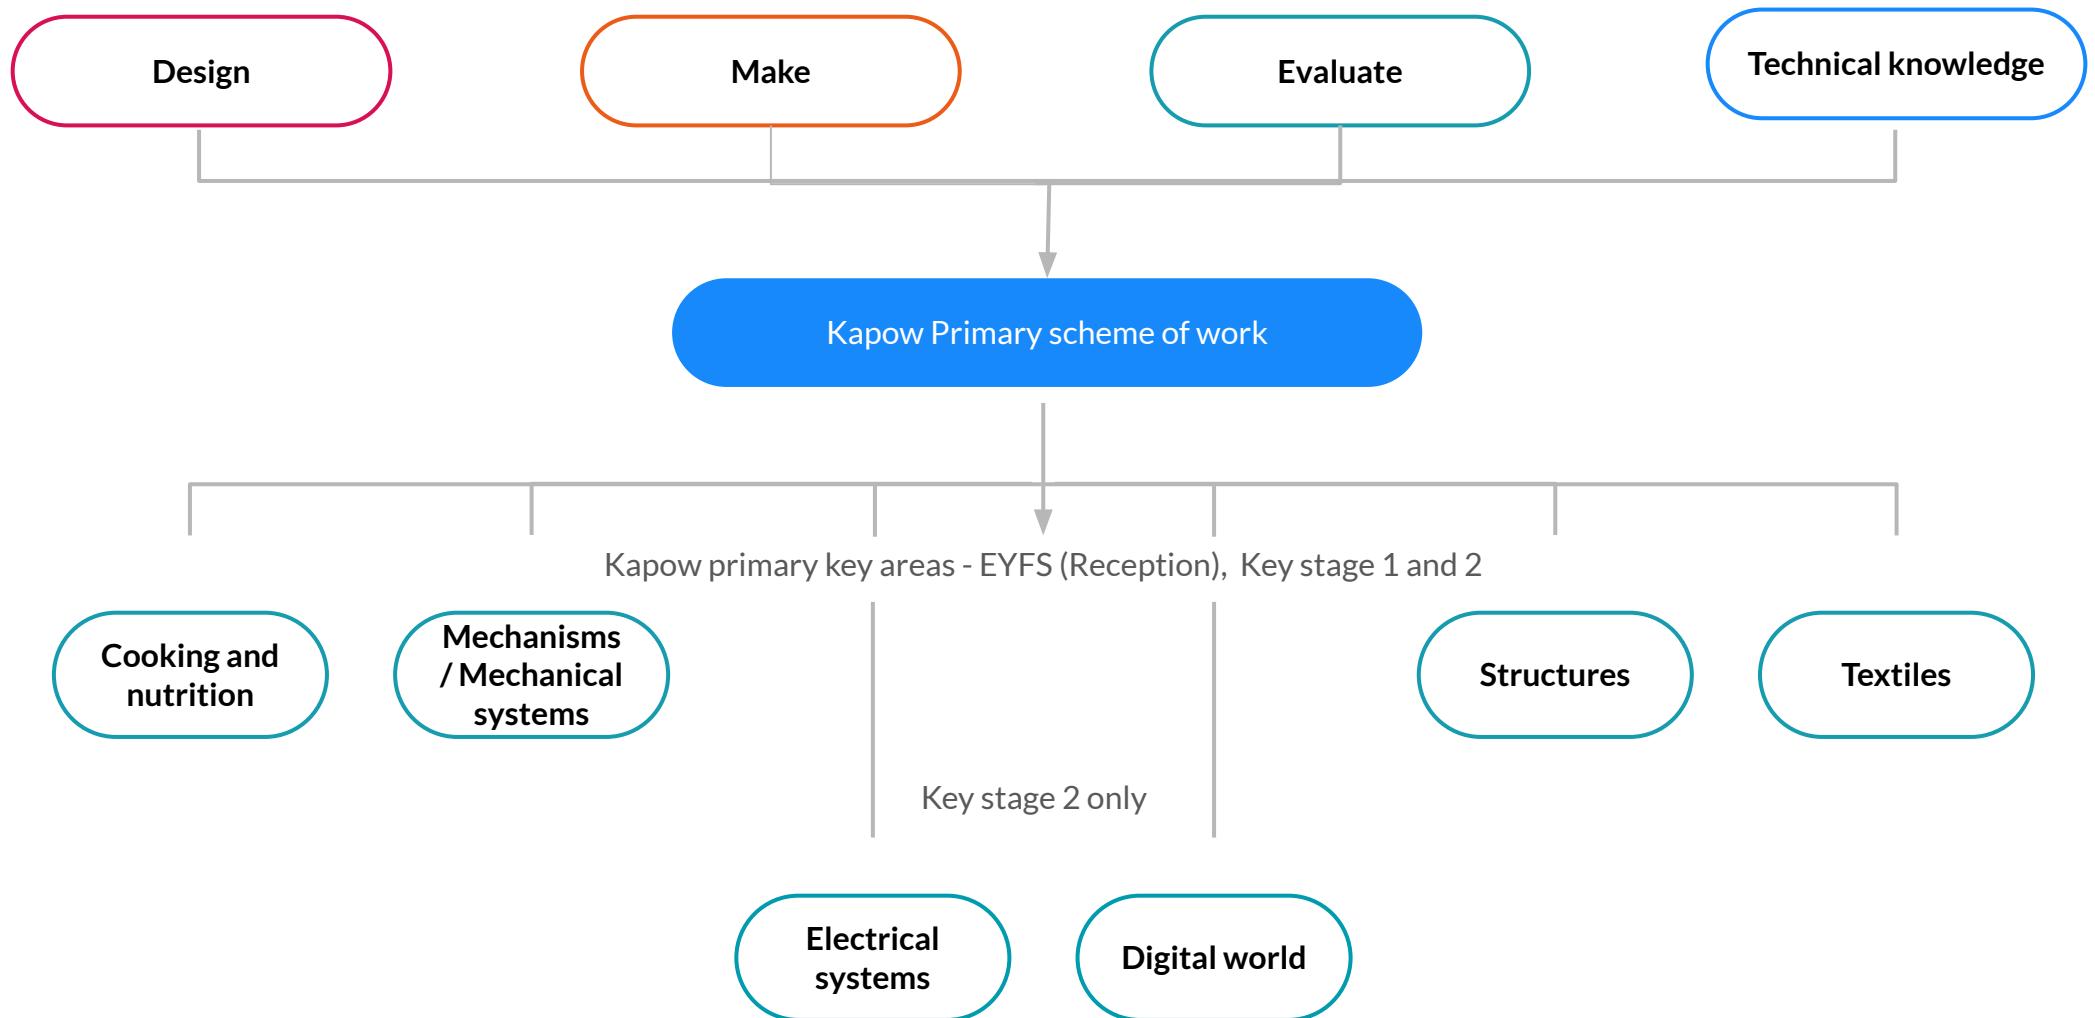 Design
Make
Evaluate
Technical knowledge
Kapow Primary scheme of work
Kapow primary key areas - EYFS (Reception),  Key stage 1 and 2
Cooking and
nutrition
Mechanisms
/ Mechanical
systems
Structures
Textiles
Key stage 2 only
Electrical
systems
Digital world